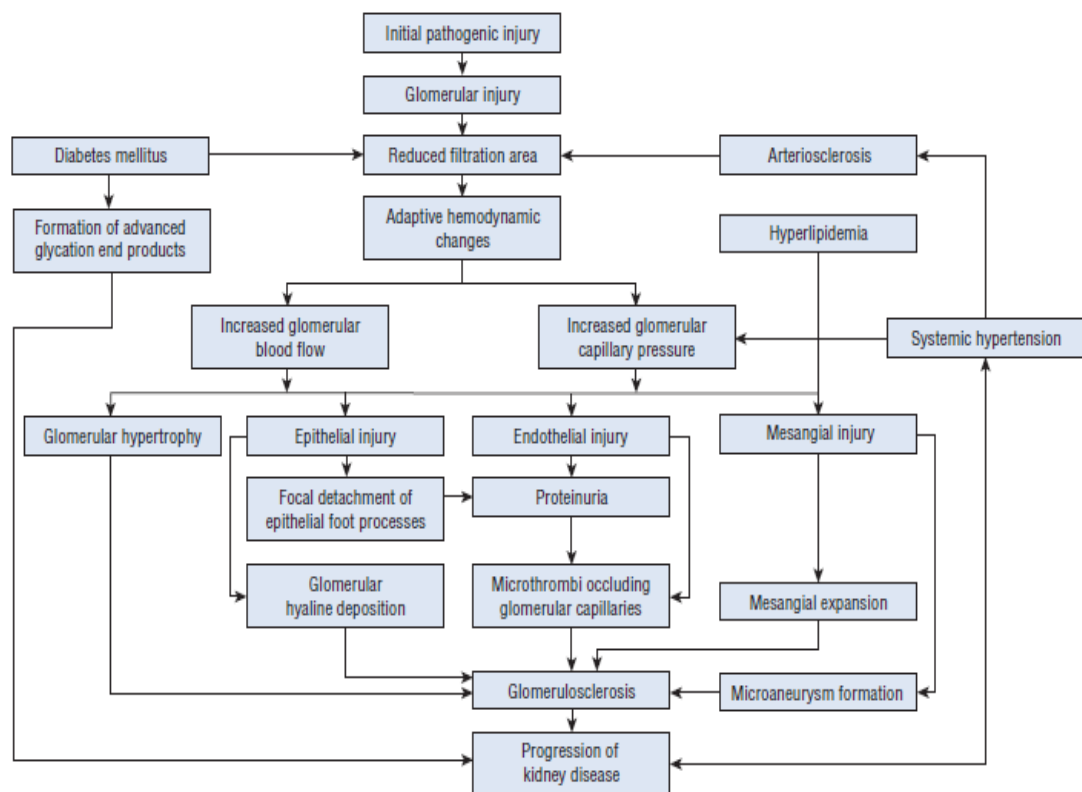 Initial pathogenic injury
Glomerular injury
Diabetes mellitus
Reduced filtration area
Arteriosclerosis
Formation of advanced
glycation end products
Adaptive hemodynamic
changes
Hyperlipidemia
Increased glomerular
blood flow
Increased glomerular
capillary pressure
Systemic hypertension
Glomerular hypertrophy
Epithelial injury
Endothelial injury
Mesangial injury
Focal detachment of
epithelial foot processes
Proteinuria
Glomerular
hyaline deposition
Microthrombi occluding
glomerular capillaries
Mesangial expansion
Glomerulosclerosis
Microaneurysm formation
Progression of
kidney disease